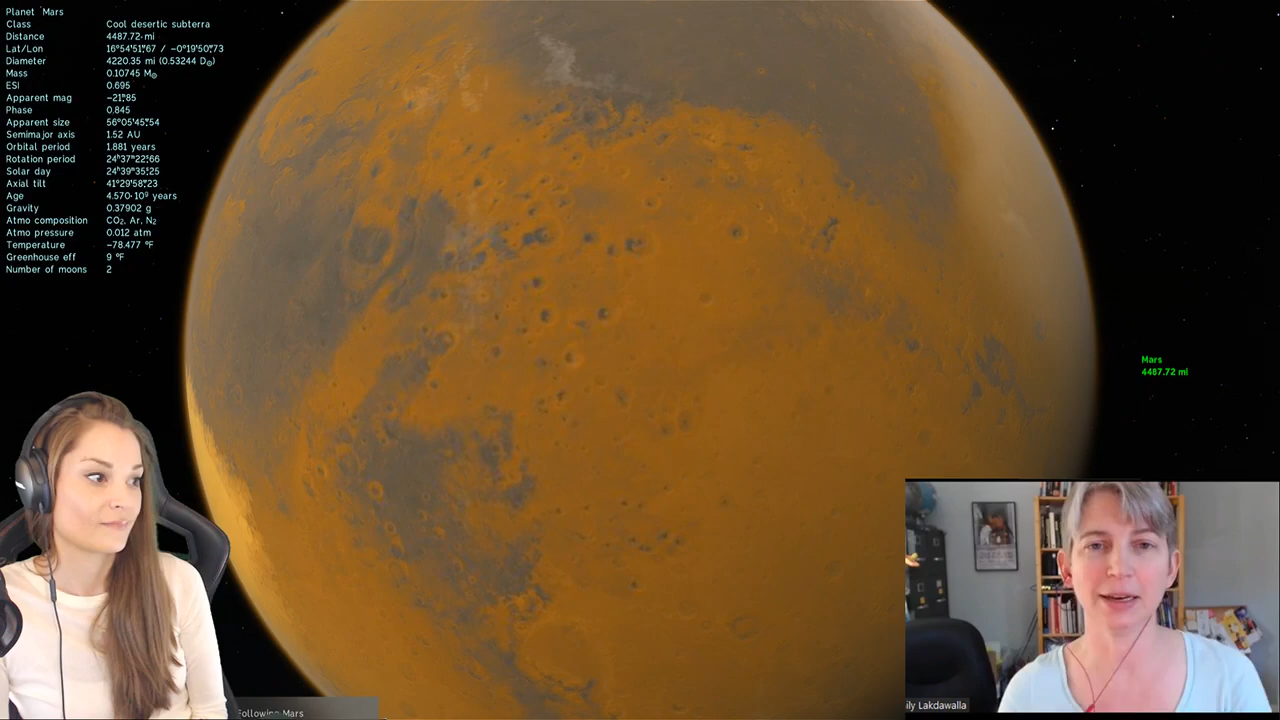 Planet Mars
Class Cool desertic subterra
Distance 4487.72 mi
Lat/Lon 16°54'51"67 / −0°19'50"73
Diameter 4220.35 mi (0.53244 D⊕)
Mass 0.10745 M⊕
ESI 0.695
Apparent mag −21.85
Phase 0.845
Apparent size 56°05'45"54
Semimajor axis 1.52 AU
Orbital period 1.881 years
Rotation period 24ʰ37ᵐ22ˢ66
Solar day 24ʰ39ᵐ35ˢ25
Axial tilt 41°29'58"23
Age 4.570·10⁹ years
Gravity 0.37902 g
Atmo composition CO₂, Ar, N₂
Atmo pressure 0.012 atm
Temperature −78.477 °F
Greenhouse eff 9 °F
Number of moons 2
Mars
4487.72 mi
Following Mars
ily Lakdawalla